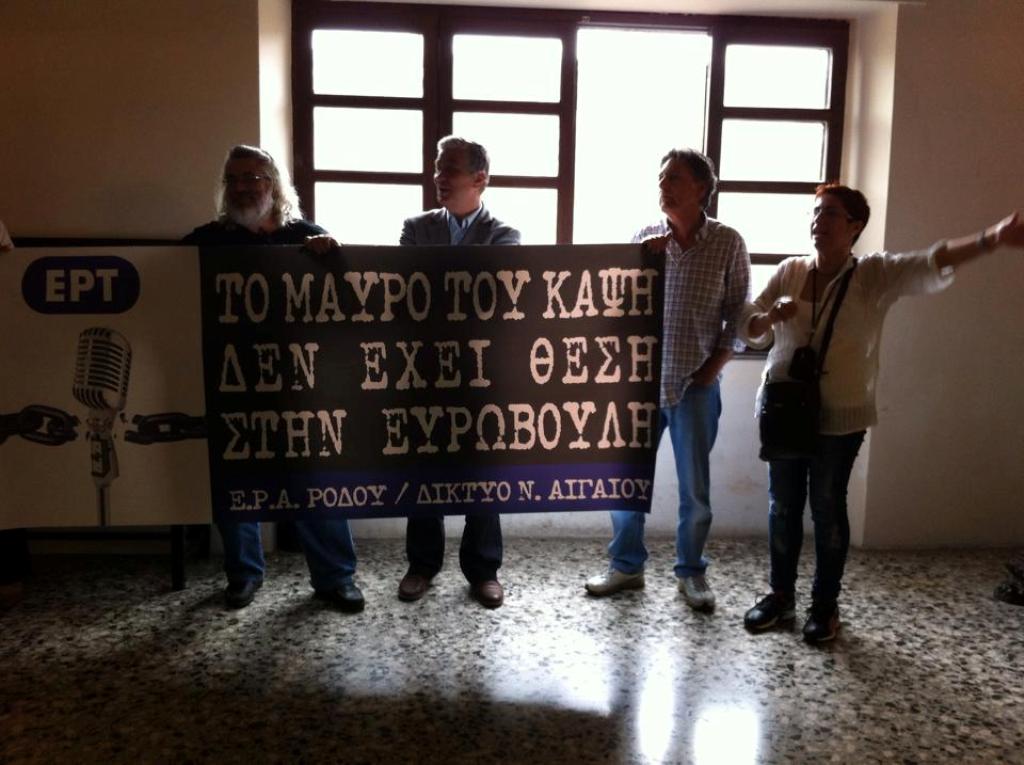 ΕΡΤ
ΤΟ ΜΑΥΡΟ ΤΟΥ ΚΑΨΗ
ΔΕΝ ΕΧΕΙ ΘΕΣΗ
ΣΤΗΝ ΕΥΡΩΒΟΥΛΗ
Ε.Ρ.Α. ΡΟΔΟΥ / ΔΙΚΤΥΟ Ν. ΑΙΓΑΙΟΥ